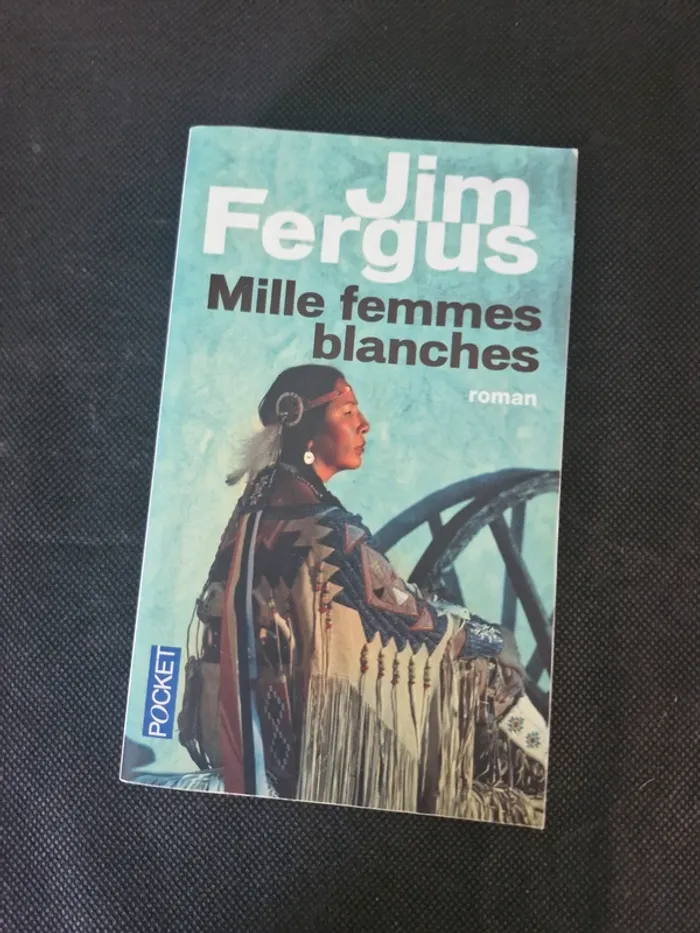 Jim
Fergus
Mille femmes
blanches
roman
POCKET